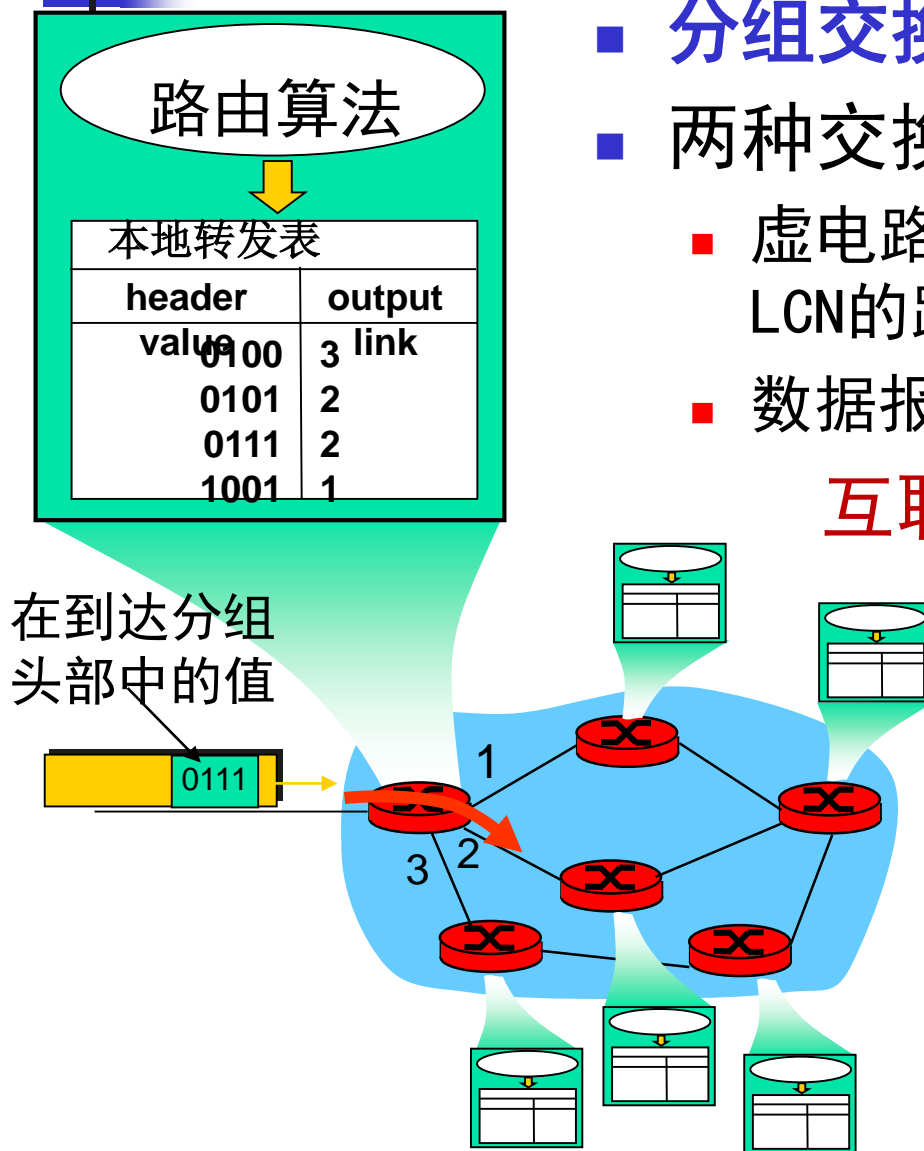 路由算法
本地转发表
header value
output link
0100 3
0101 2
0111 2
1001 1
分组交
两种交
虚电路
LCN的
数据报
互
在到达分组
头部中的值
0111
1
2
3